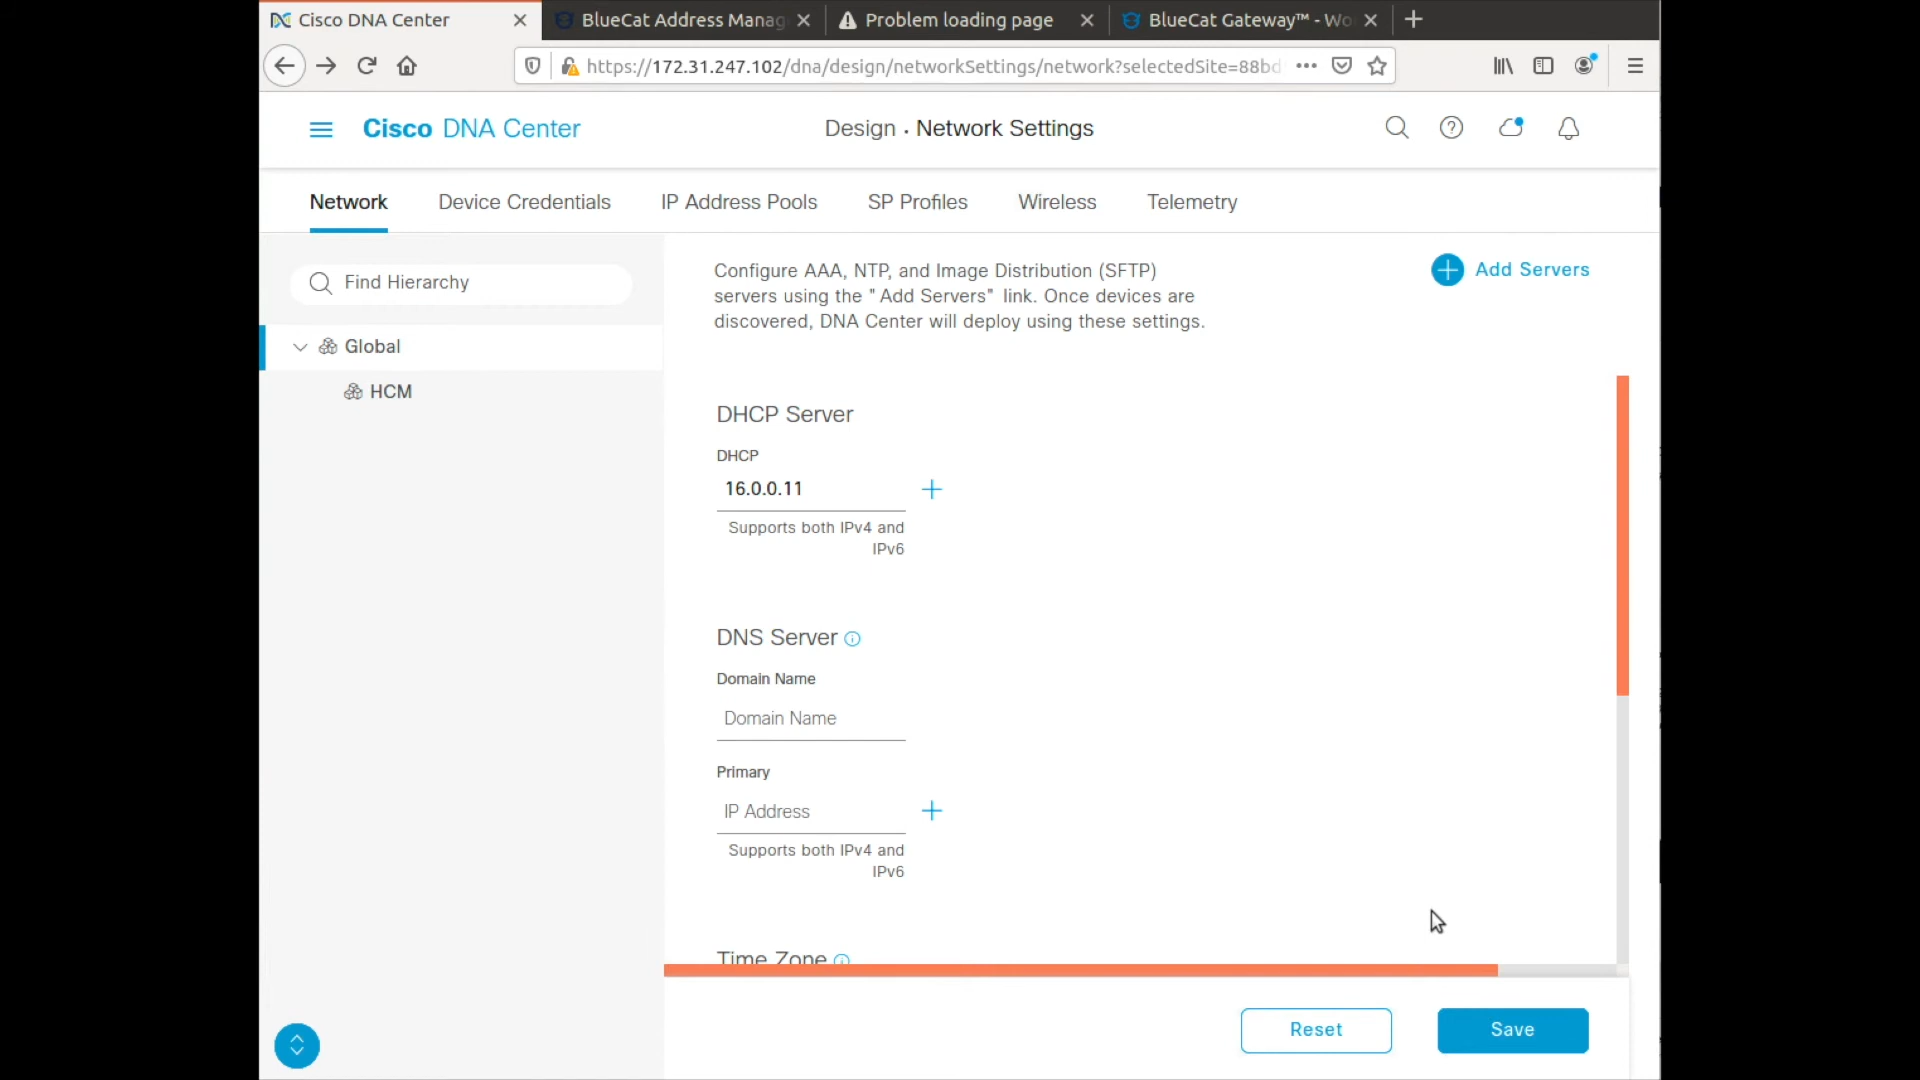 Cisco DNA Center
BlueCat Address Manag
Problem loading page
BlueCat Gateway™ - Wo
https://172.31.247.102/dna/design/networkSettings/network?selectedSite=88bd
Cisco DNA Center
Design · Network Settings
Network
Device Credentials
IP Address Pools
SP Profiles
Wireless
Telemetry
Find Hierarchy
Global
HCM
Configure AAA, NTP, and Image Distribution (SFTP)
servers using the "Add Servers" link. Once devices are
discovered, DNA Center will deploy using these settings.
Add Servers
DHCP Server
DHCP
16.0.0.11
Supports both IPv4 and
IPv6
DNS Server
Domain Name
Domain Name
Primary
IP Address
Supports both IPv4 and
IPv6
Time Zone
Reset
Save